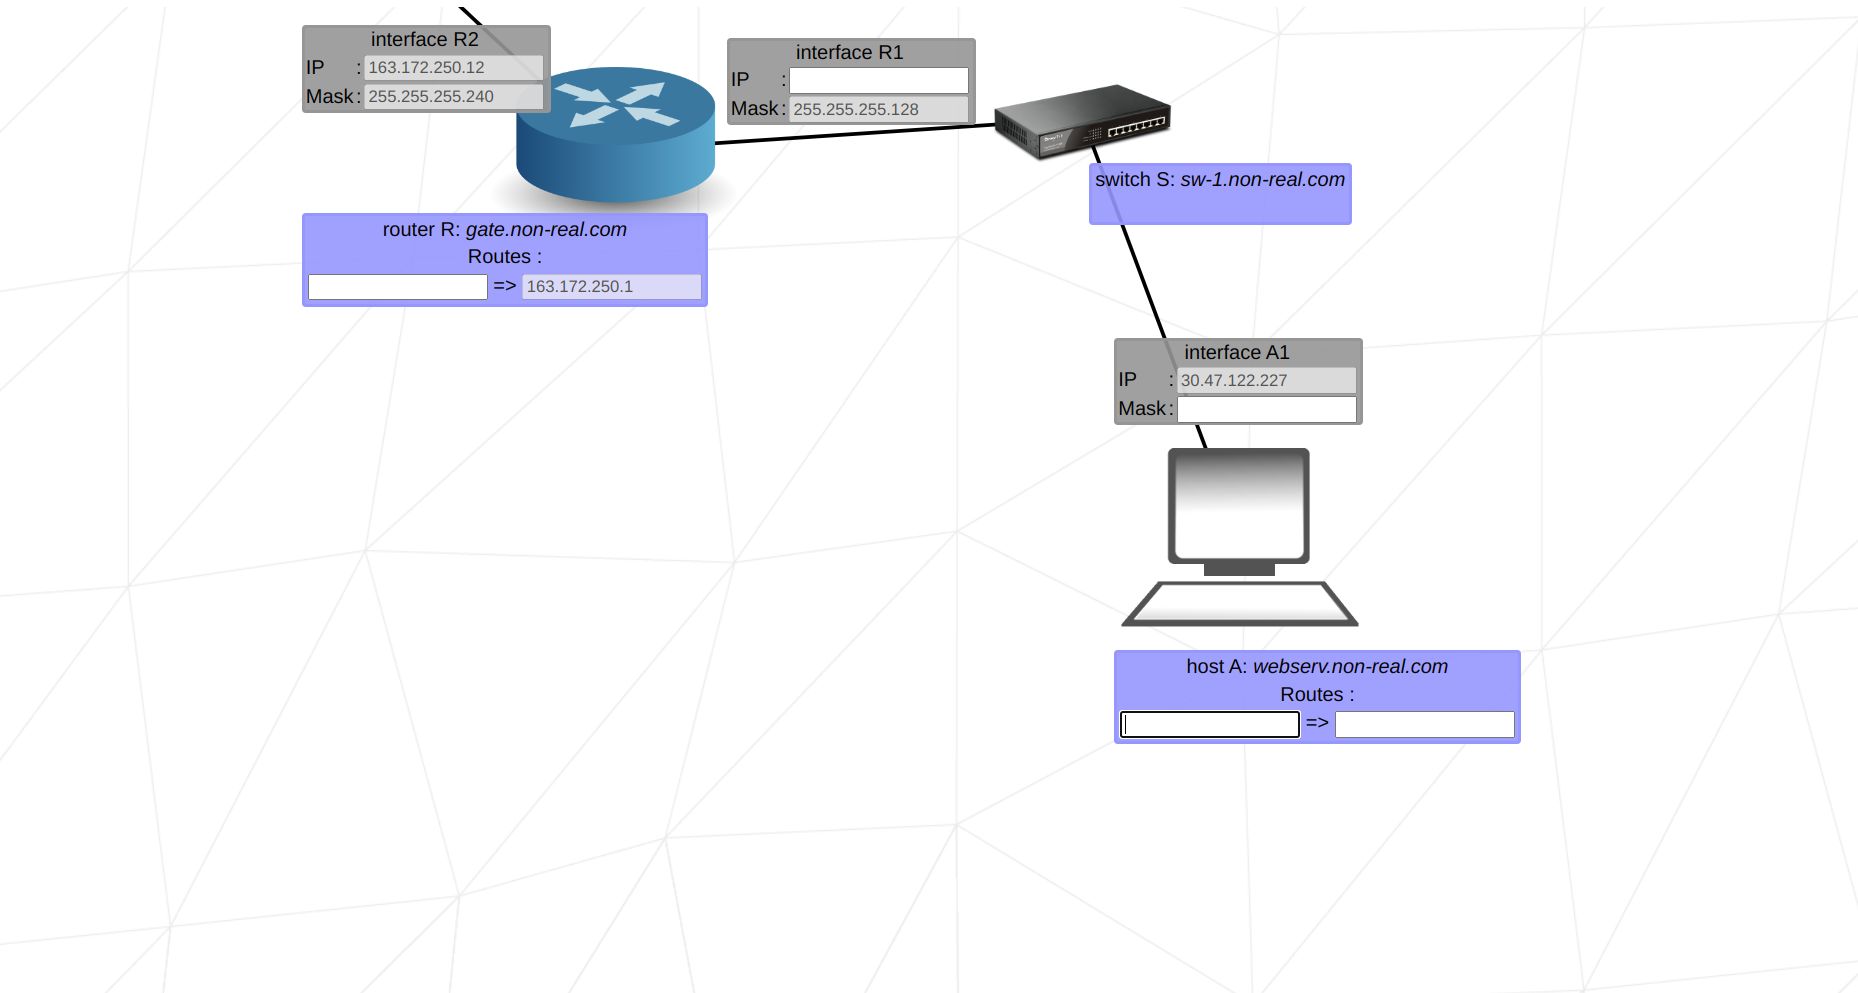 interface R2
IP : 163.172.250.12
Mask : 255.255.255.240
interface R1
IP :
Mask : 255.255.255.128
switch S: sw-1.non-real.com
router R: gate.non-real.com
Routes :
=> 163.172.250.1
interface A1
IP : 30.47.122.227
Mask :
host A: webserv.non-real.com
Routes :
=>